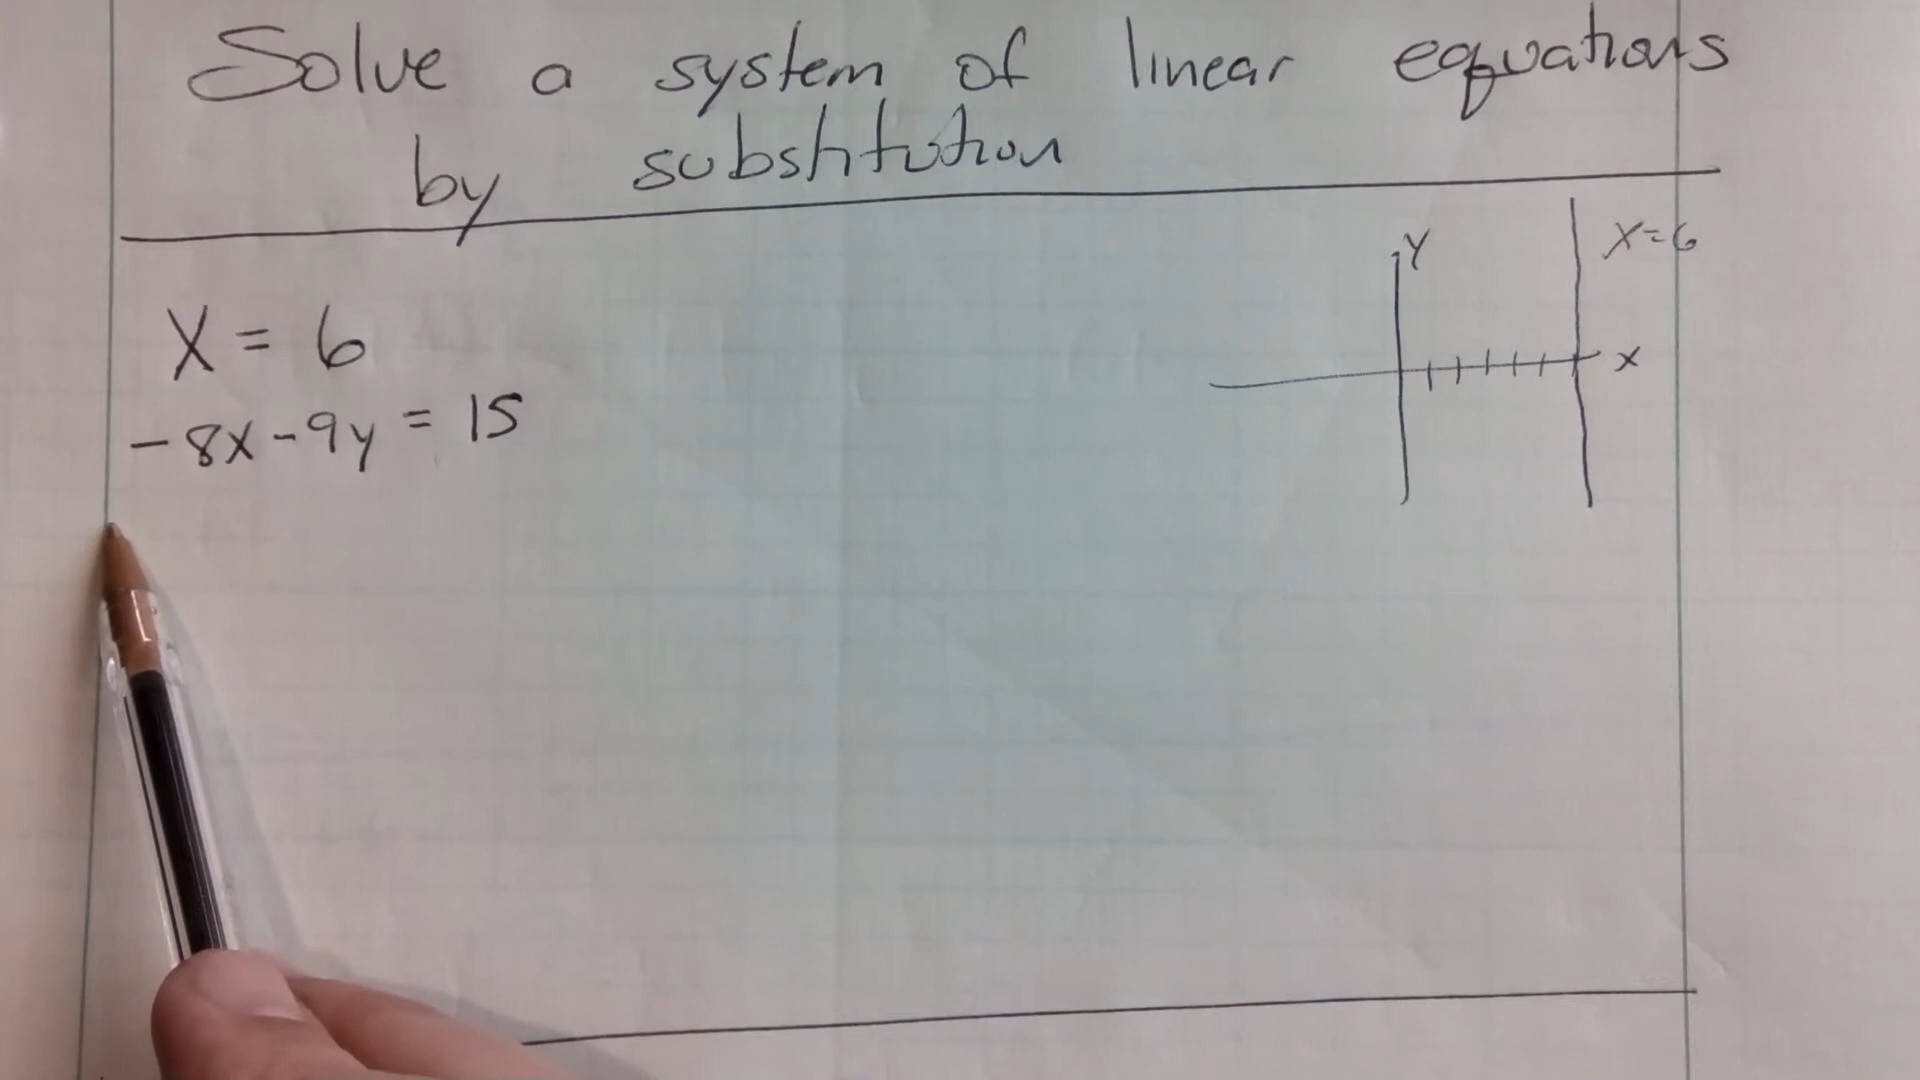 Solve a system of linear equations
by substitution
X = 6
-8x-9y = 15
Y
X=6
x